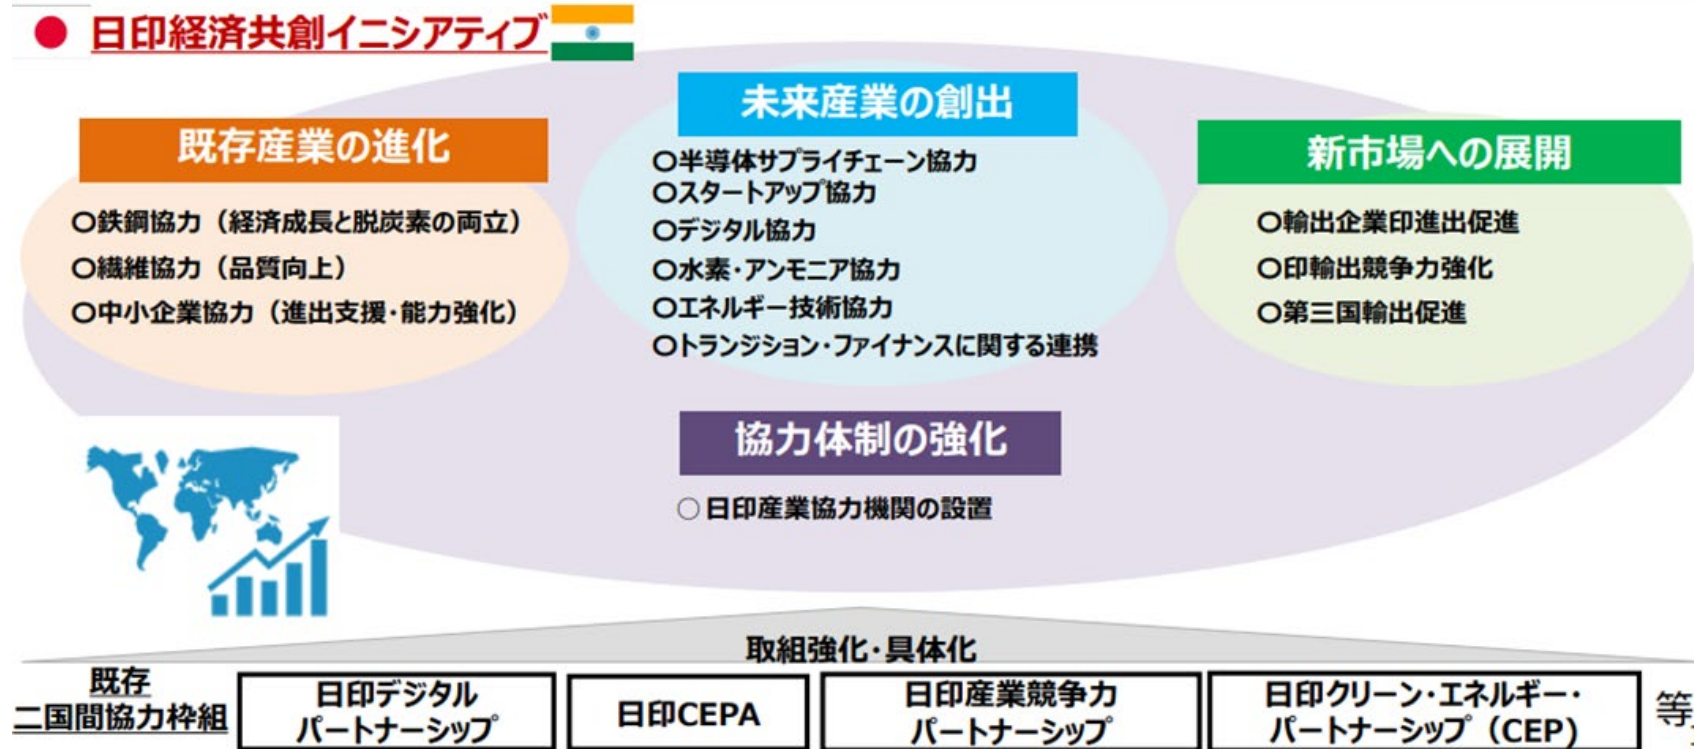 日印経済共創イニシアティブ
既存産業の進化
〇鉄鋼協力（経済成長と脱炭素の両立）
〇繊維協力（品質向上）
〇中小企業協力（進出支援・能力強化）
未来産業の創出
〇半導体サプライチェーン協力
〇スタートアップ協力
〇デジタル協力
〇水素・アンモニア協力
〇エネルギー技術協力
〇トランジション・ファイナンスに関する連携
新市場への展開
〇輸出企業印進出促進
〇印輸出競争力強化
〇第三国輸出促進
協力体制の強化
○日印産業協力機関の設置
取組強化・具体化
既存
二国間協力枠組
日印デジタル
パートナーシップ
日印CEPA
日印産業競争力
パートナーシップ
日印クリーン・エネルギー・
パートナーシップ（CEP）
等